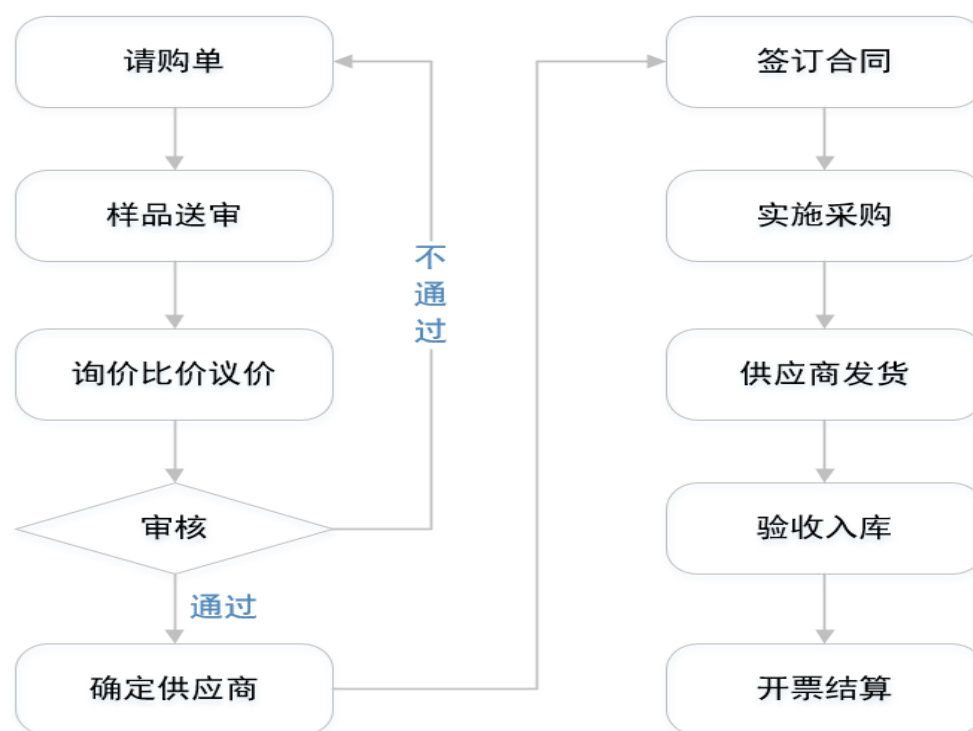 请购单
样品送审
询价比价议价
审核
不
通
过
通过
确定供应商
签订合同
实施采购
供应商发货
验收入库
开票结算